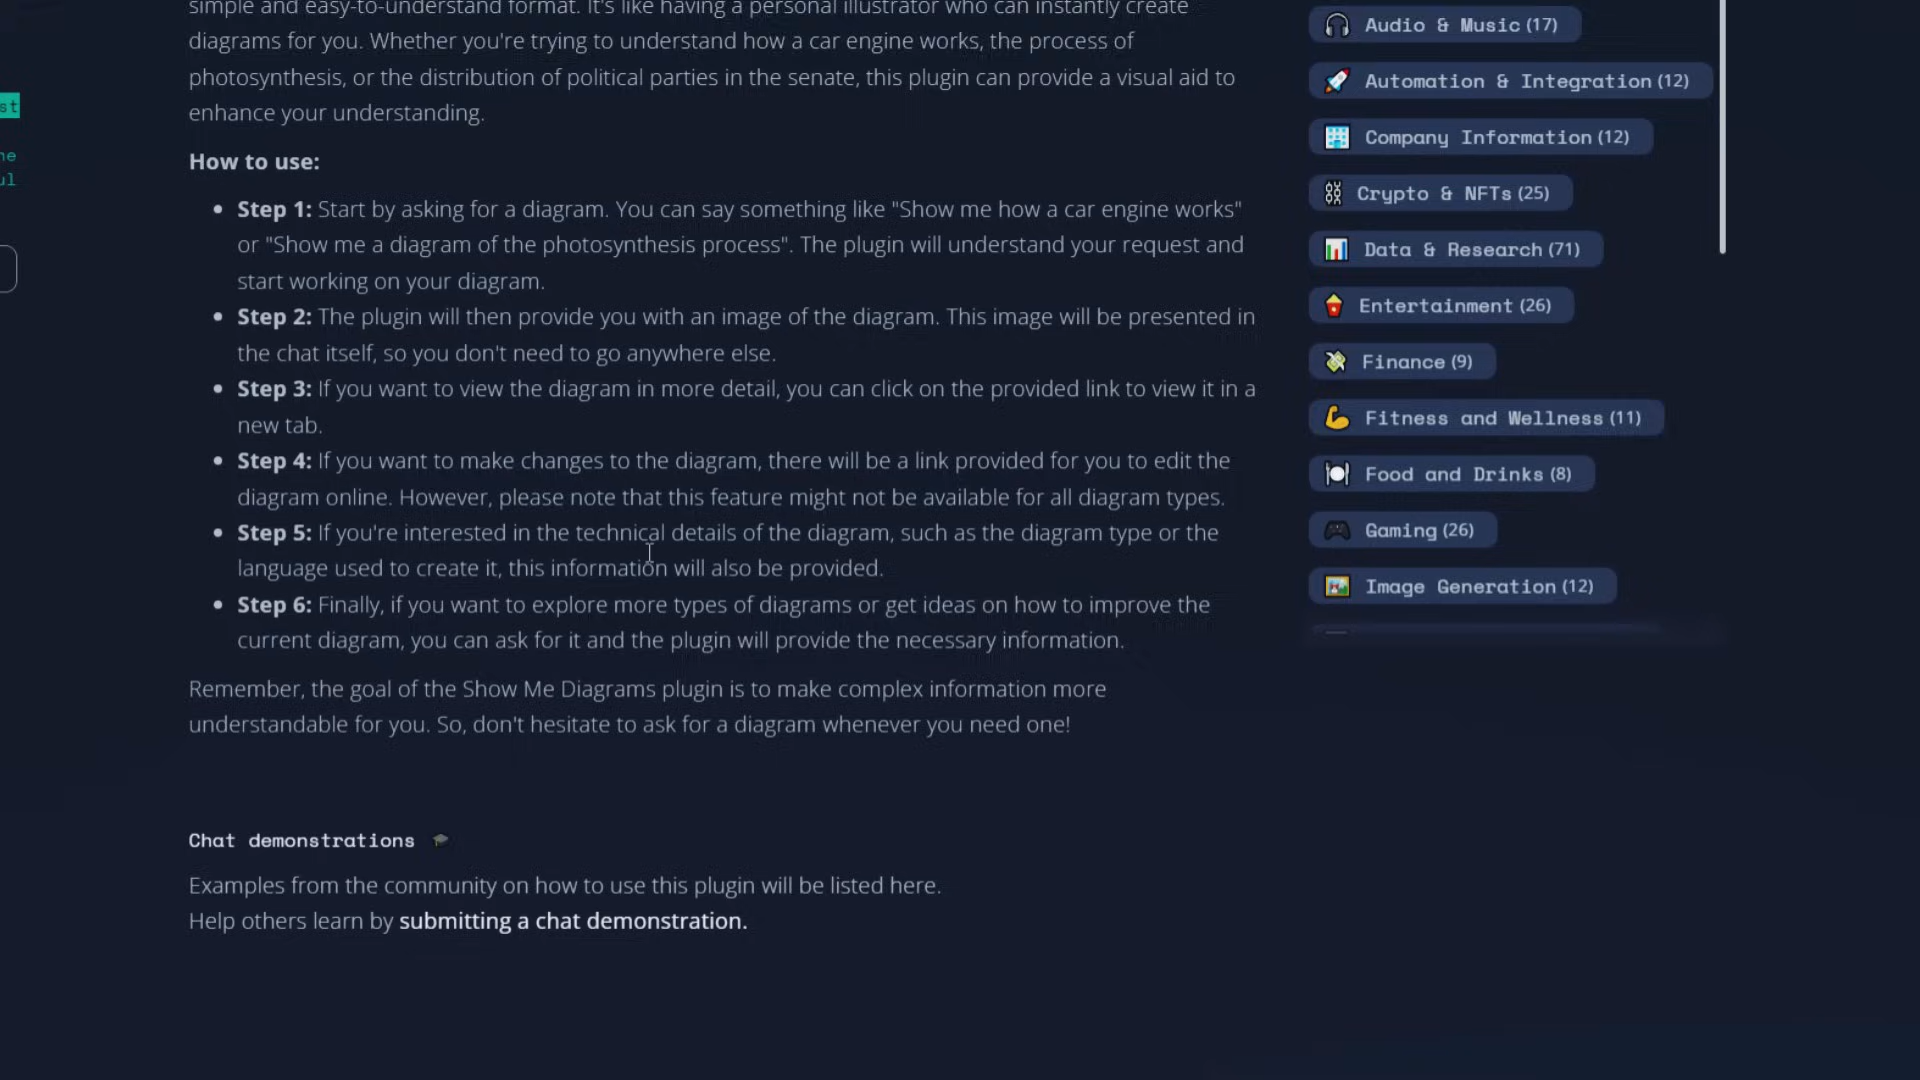 simple and easy-to-understand format. It's like having a personal illustrator who can instantly create
diagrams for you. Whether you're trying to understand how a car engine works, the process of
photosynthesis, or the distribution of political parties in the senate, this plugin can provide a visual aid to
enhance your understanding.
How to use:
• Step 1: Start by asking for a diagram. You can say something like "Show me how a car engine works"
or "Show me a diagram of the photosynthesis process". The plugin will understand your request and
start working on your diagram.
• Step 2: The plugin will then provide you with an image of the diagram. This image will be presented in
the chat itself, so you don't need to go anywhere else.
• Step 3: If you want to view the diagram in more detail, you can click on the provided link to view it in a
new tab.
• Step 4: If you want to make changes to the diagram, there will be a link provided for you to edit the
diagram online. However, please note that this feature might not be available for all diagram types.
• Step 5: If you're interested in the technical details of the diagram, such as the diagram type or the
language used to create it, this information will also be provided.
• Step 6: Finally, if you want to explore more types of diagrams or get ideas on how to improve the
current diagram, you can ask for it and the plugin will provide the necessary information.
Remember, the goal of the Show Me Diagrams plugin is to make complex information more
understandable for you. So, don't hesitate to ask for a diagram whenever you need one!
Chat demonstrations
Examples from the community on how to use this plugin will be listed here.
Help others learn by submitting a chat demonstration.
Audio & Music (17)
Automation & Integration (12)
Company Information (12)
Crypto & NFTs (25)
Data & Research (71)
Entertainment (26)
Finance (9)
Fitness and Wellness (11)
Food and Drinks (8)
Gaming (26)
Image Generation (12)